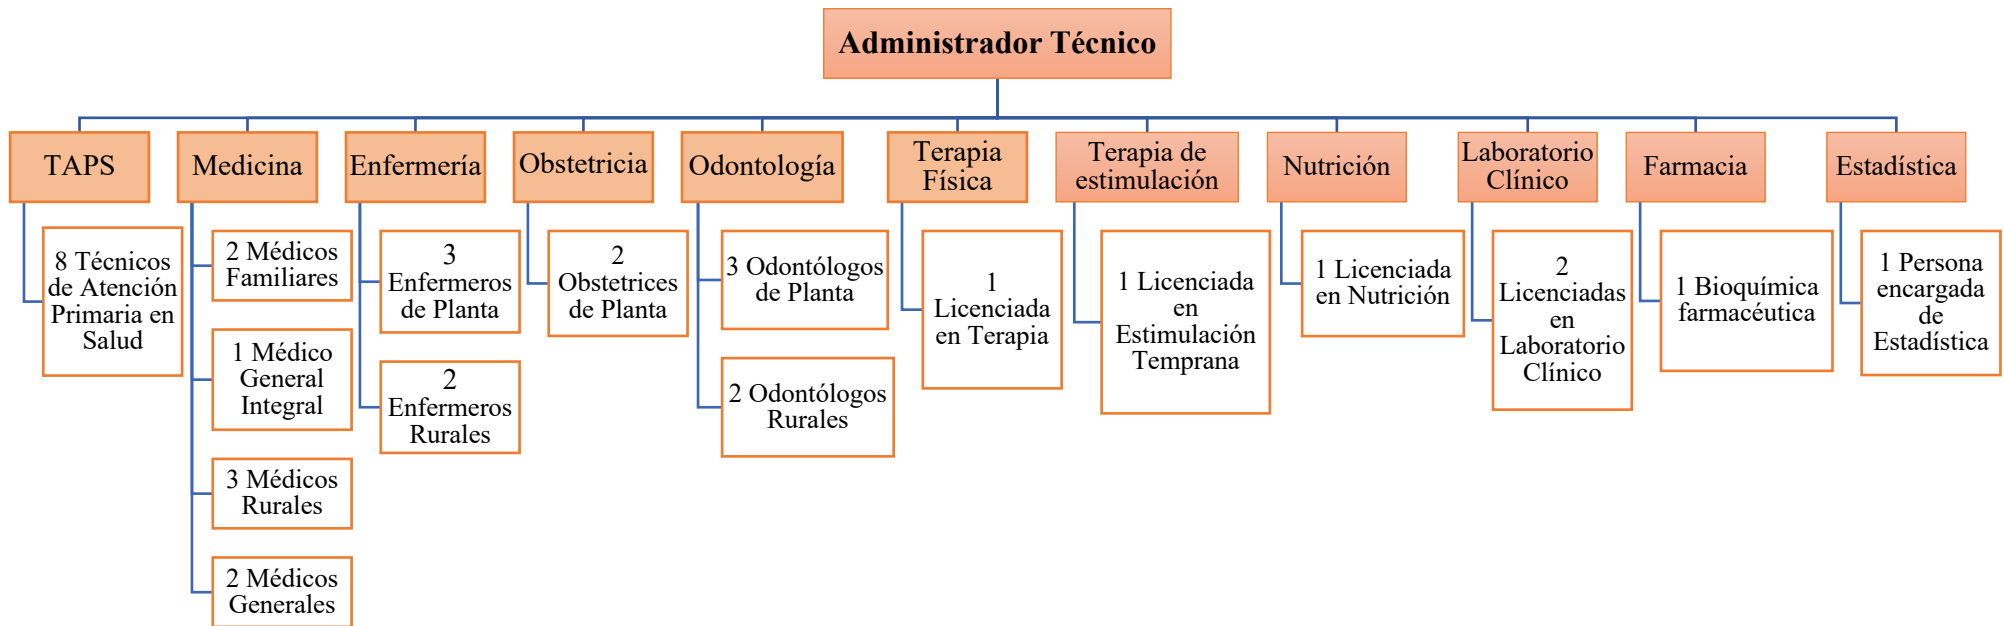 Administrador Técnico
TAPS
Medicina
Enfermería
Obstetricia
Odontología
Terapia
Física
Terapia de
estimulación
Nutrición
Laboratorio
Clínico
Farmacia
Estadística
8 Técnicos
de Atención
Primaria en
Salud
2 Médicos
Familiares
1 Médico
General
Integral
3 Médicos
Rurales
2 Médicos
Generales
3
Enfermeros
de Planta
2
Enfermeros
Rurales
2
Obstetrices
de Planta
3 Odontólogos
de Planta
2 Odontólogos
Rurales
1
Licenciada
en Terapia
1 Licenciada
en
Estimulación
Temprana
1 Licenciada
en Nutrición
2
Licenciadas
en
Laboratorio
Clínico
1 Bioquímica
farmacéutica
1 Persona
encargada
de
Estadística